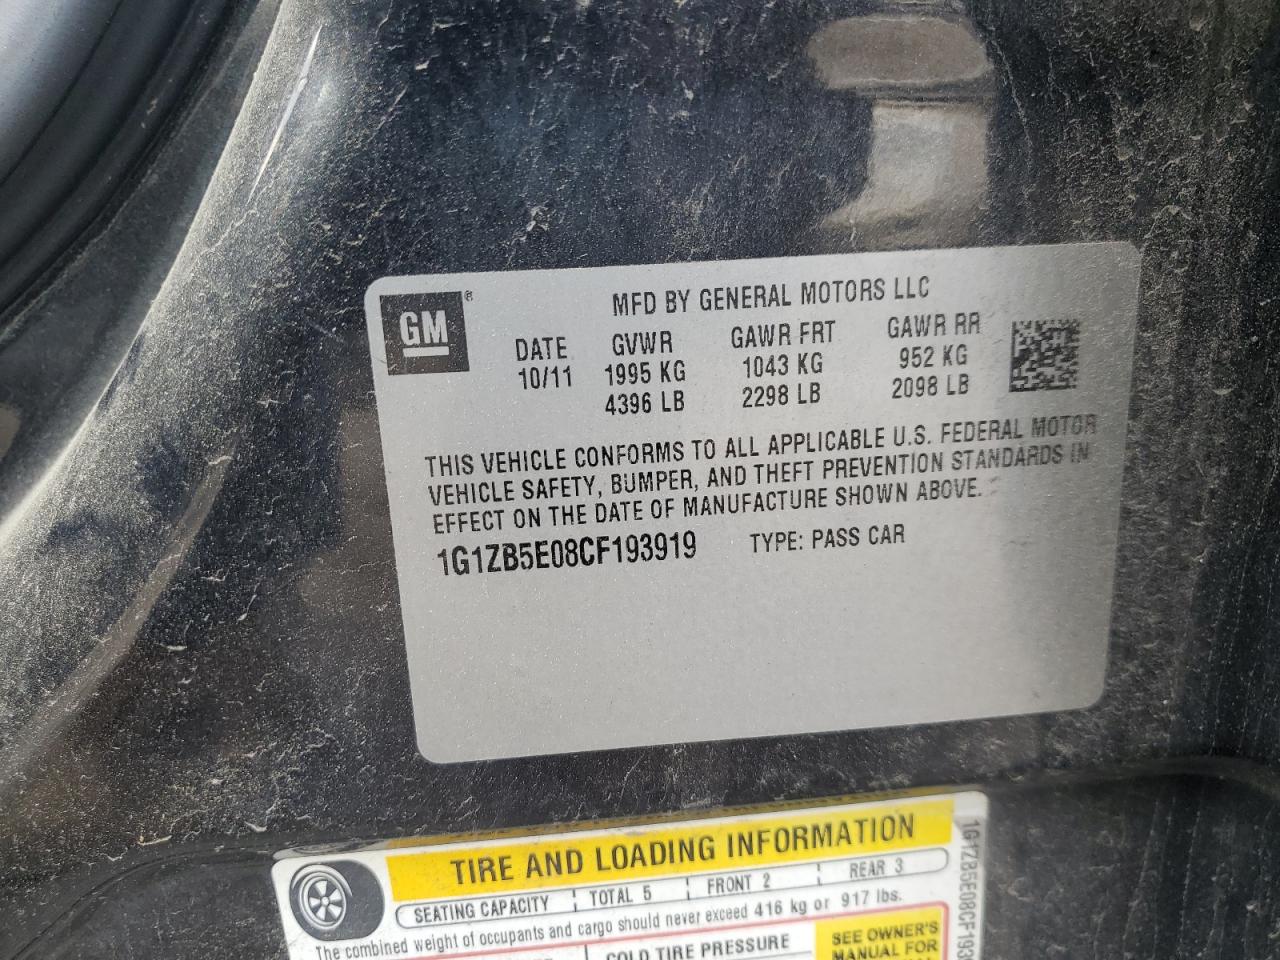 GM ®
MFD BY GENERAL MOTORS LLC
DATE GVWR GAWR FRT GAWR RR
10/11 1995 KG 1043 KG 952 KG
4396 LB 2298 LB 2098 LB
THIS VEHICLE CONFORMS TO ALL APPLICABLE U.S. FEDERAL MOTOR
VEHICLE SAFETY, BUMPER, AND THEFT PREVENTION STANDARDS IN
EFFECT ON THE DATE OF MANUFACTURE SHOWN ABOVE.
1G1ZB5E08CF193919 TYPE: PASS CAR
TIRE AND LOADING INFORMATION
SEATING CAPACITY TOTAL 5 FRONT 2 REAR 3
The combined weight of occupants and cargo should never exceed 416 kg or 917 lbs.
COLD TIRE PRESSURE
SEE OWNER'S
MANUAL FOR
1G1ZB5E08CF193